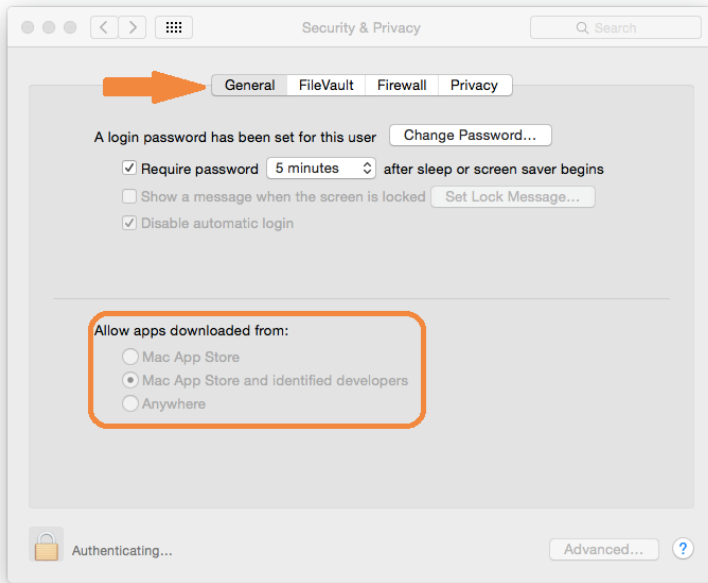 Security & Privacy
Search
General FileVault Firewall Privacy
A login password has been set for this user Change Password...
Require password 5 minutes after sleep or screen saver begins
Show a message when the screen is locked Set Lock Message...
Disable automatic login
Allow apps downloaded from:
Mac App Store
Mac App Store and identified developers
Anywhere
Authenticating...
Advanced... ?